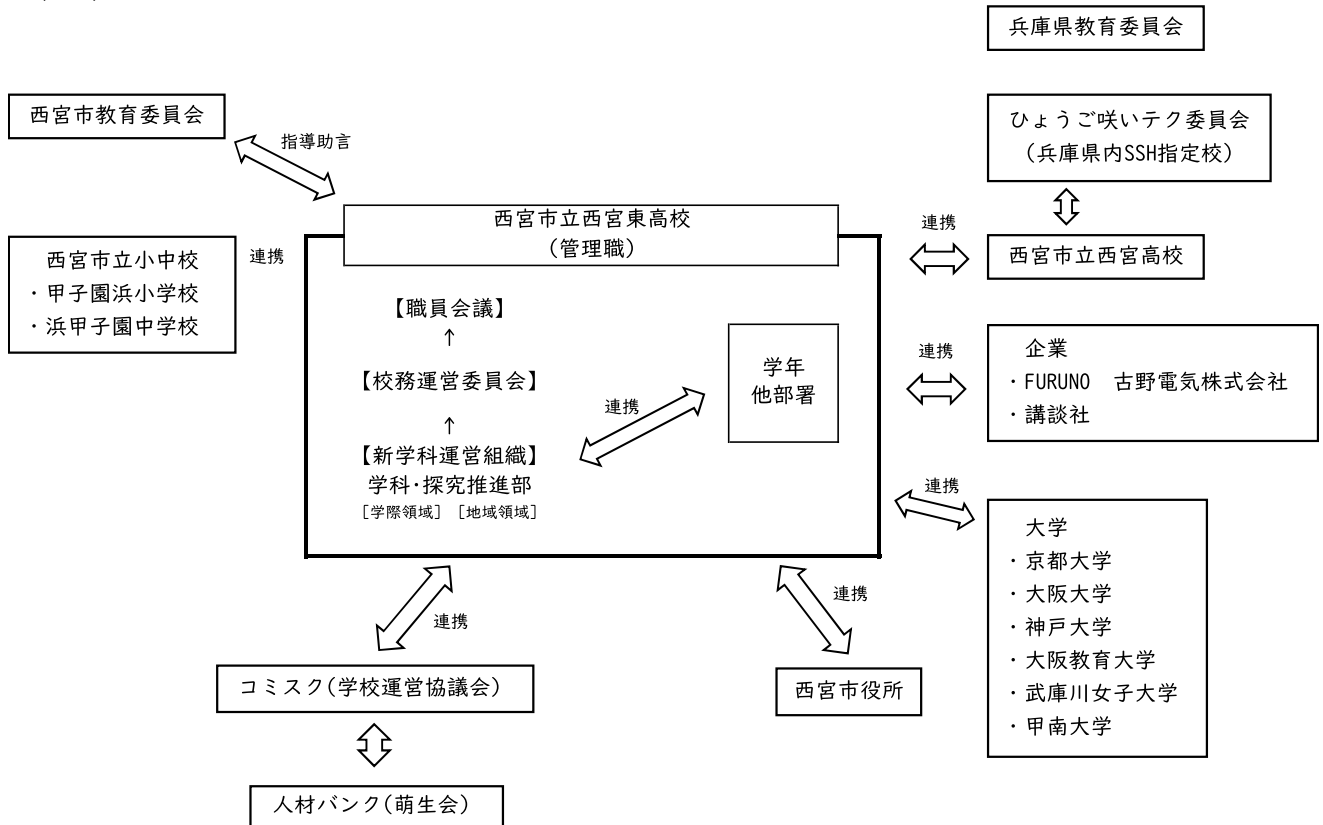 兵庫県教育委員会
西宮市教育委員会
指導助言
ひょうご咲いテク委員会
（兵庫県内SSH指定校）
西宮市立西宮東高校
（管理職）
連携
西宮市立西宮高校
西宮市立小中校
・甲子園浜小学校
・浜甲子園中学校
連携
【職員会議】
↑
【校務運営委員会】
↑
【新学科運営組織】
学科・探究推進部
［学際領域］　［地域領域］
連携
学年
他部署
連携
企業
・FURUNO　古野電気株式会社
・講談社
連携
大学
・京都大学
・大阪大学
・神戸大学
・大阪教育大学
・武庫川女子大学
・甲南大学
連携
コミスク(学校運営協議会)
人材バンク(萌生会)
連携
西宮市役所